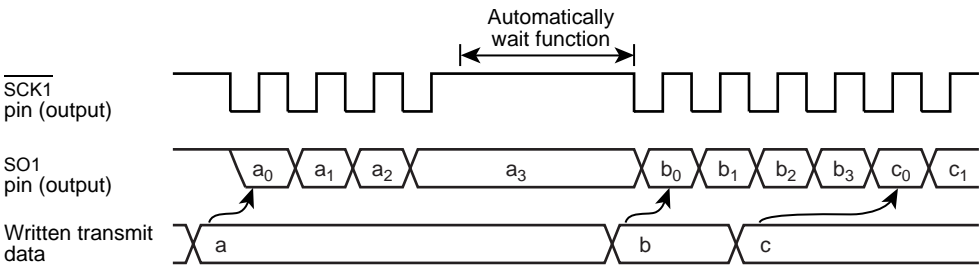 Automatically
wait function
SCK1
pin (output)
SO1
pin (output)
a0 a1 a2 a3 b0 b1 b2 b3 c0 c1
Written transmit
data
a b c